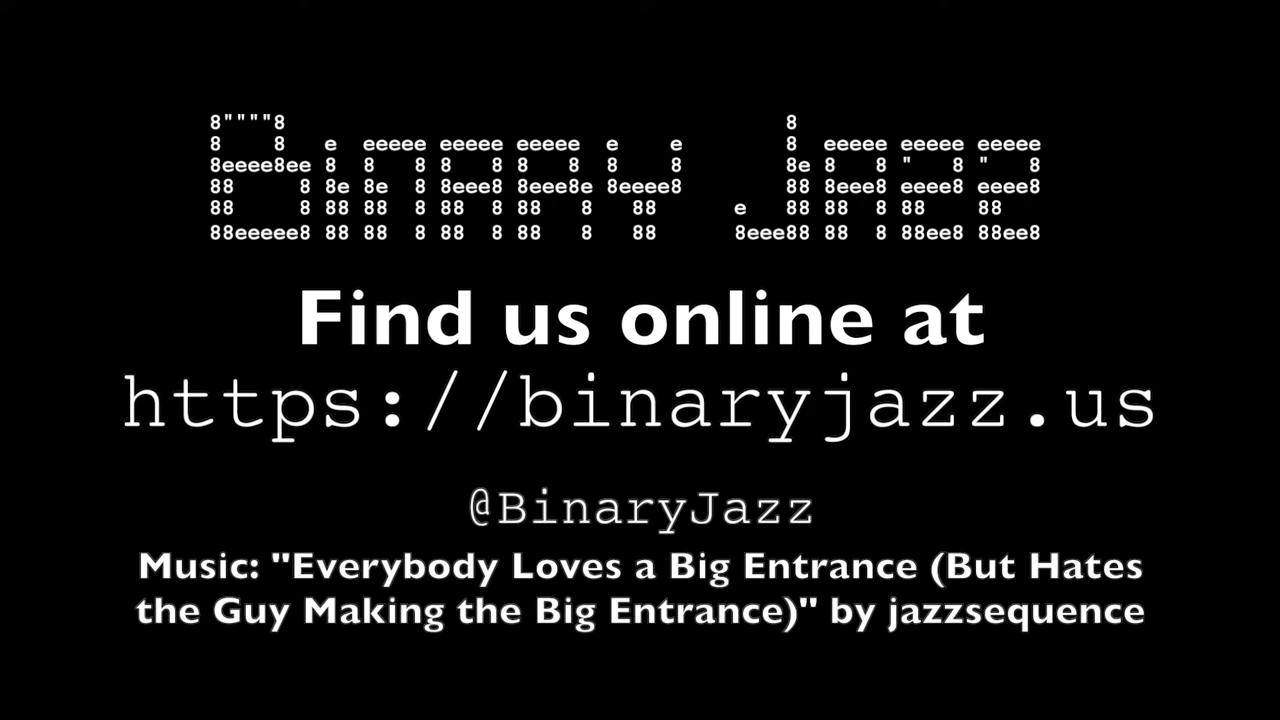 Binary Jazz
Find us online at
https://binaryjazz.us
@BinaryJazz
Music: "Everybody Loves a Big Entrance (But Hates
the Guy Making the Big Entrance)" by jazzsequence